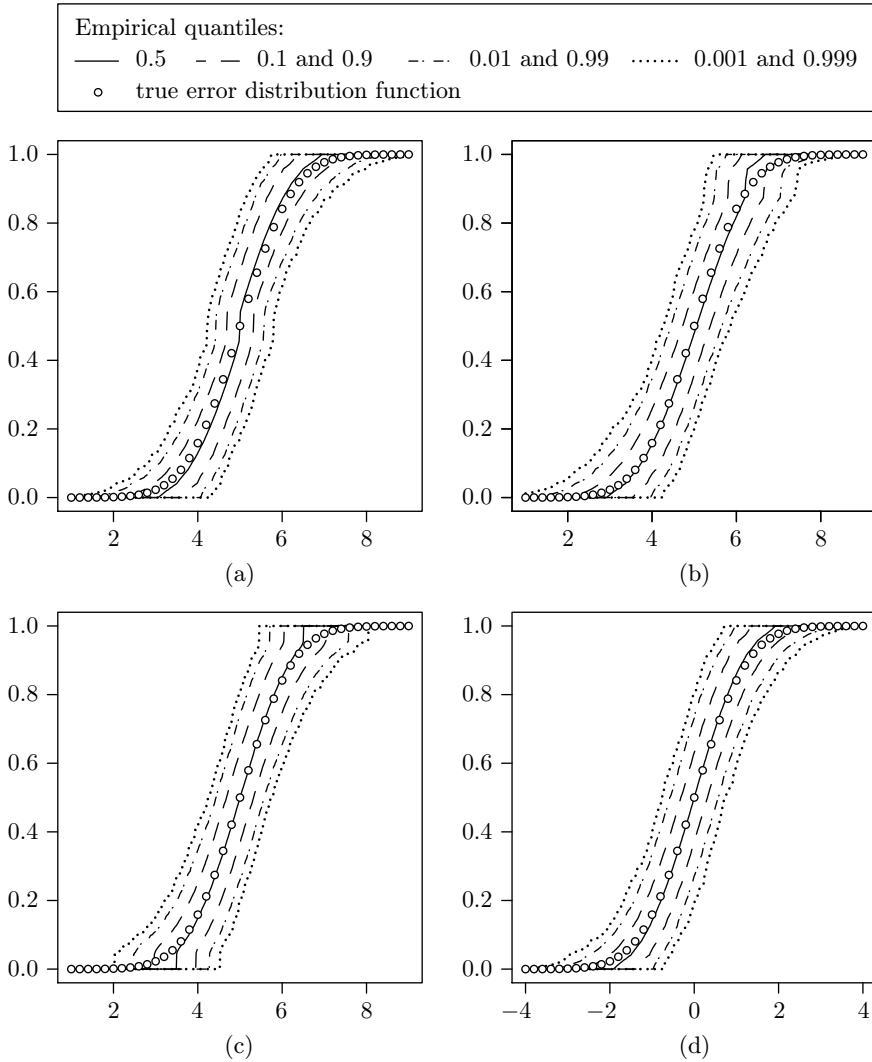 Empirical quantiles:
0.5 0.1 and 0.9 0.01 and 0.99 0.001 and 0.999
true error distribution function
1.0 1.0
0.8 0.8
0.6 0.6
0.4 0.4
0.2 0.2
0.0 0.0
2 4 6 8 2 4 6 8
(a) (b)
1.0 1.0
0.8 0.8
0.6 0.6
0.4 0.4
0.2 0.2
0.0 0.0
2 4 6 8 −4 −2 0 2 4
(c) (d)